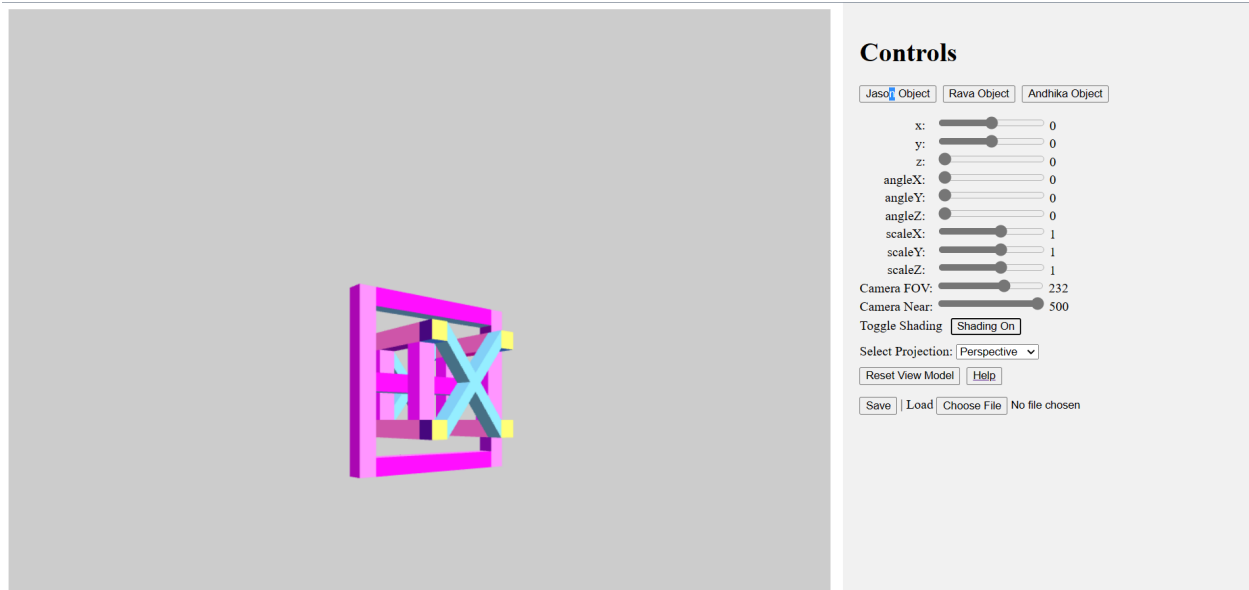 Controls
Jason Object Rava Object Andhika Object
x: 0
y: 0
z: 0
angleX: 0
angleY: 0
angleZ: 0
scaleX: 1
scaleY: 1
scaleZ: 1
Camera FOV: 232
Camera Near: 500
Toggle Shading Shading On
Select Projection: Perspective
Reset View Model Help
Save | Load Choose File No file chosen